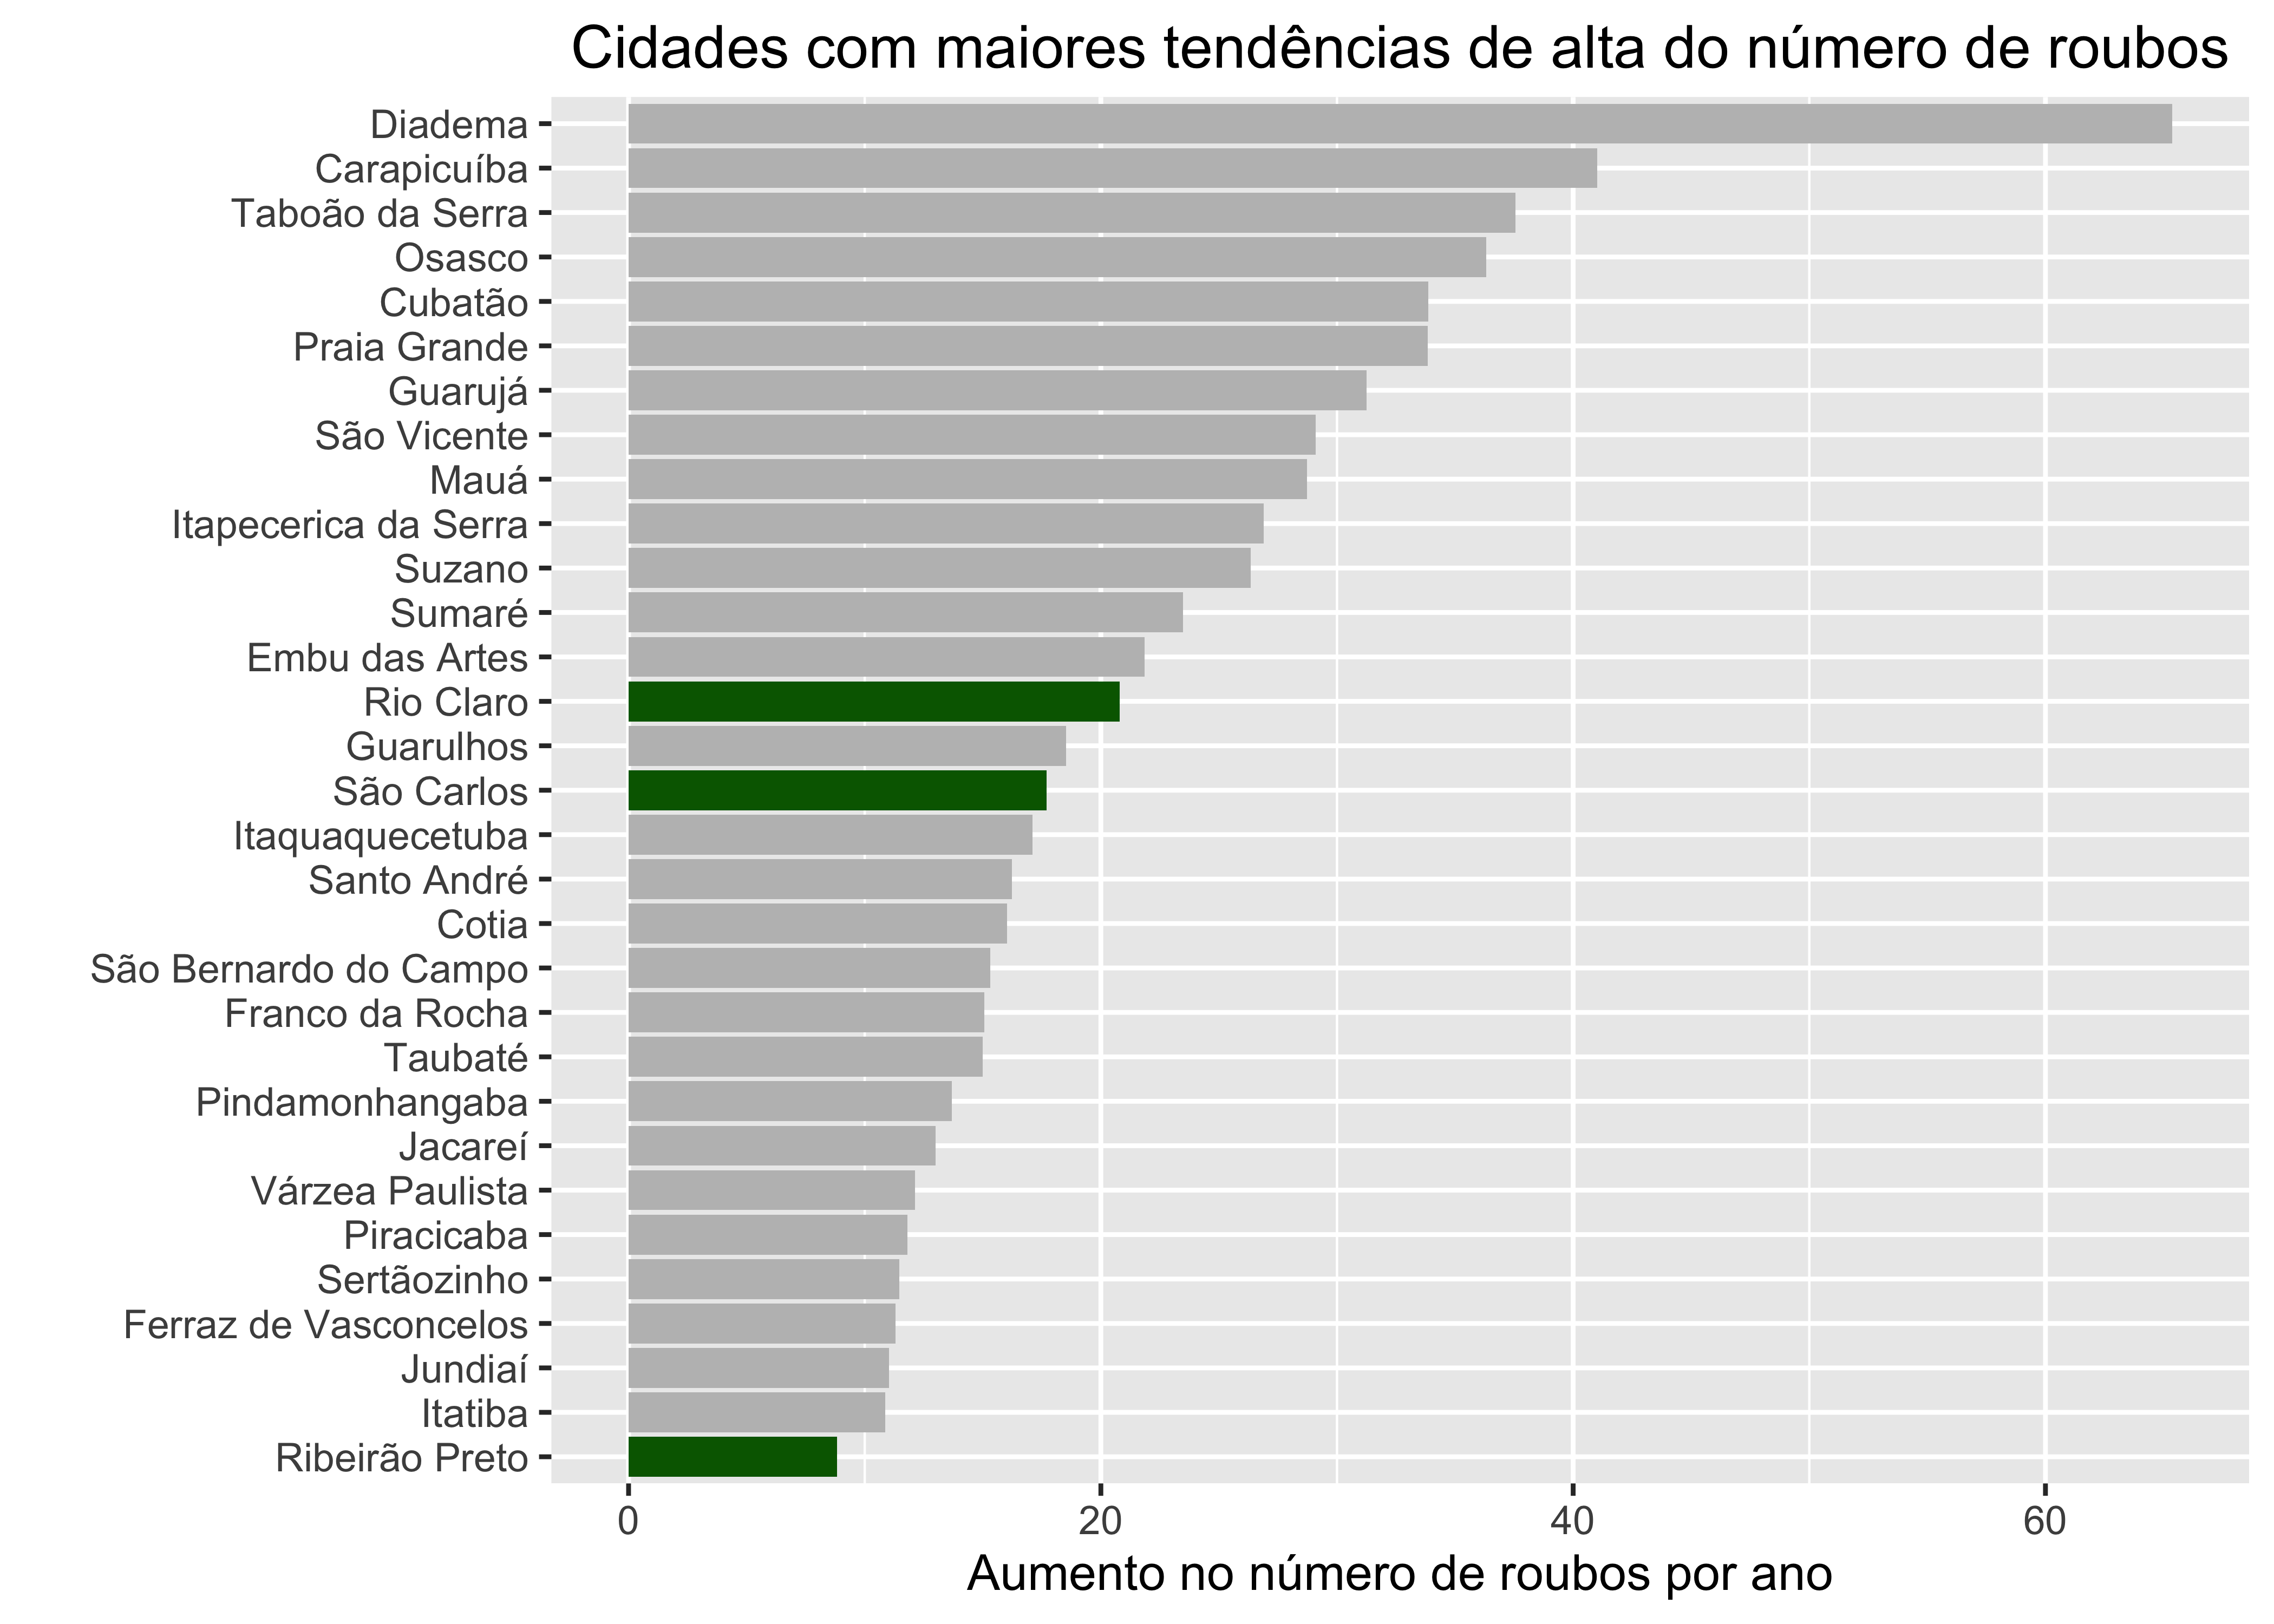 Cidades com maiores tendências de alta do número de roubos
Diadema
Carapicuíba
Taboão da Serra
Osasco
Cubatão
Praia Grande
Guarujá
São Vicente
Mauá
Itapecerica da Serra
Suzano
Sumaré
Embu das Artes
Rio Claro
Guarulhos
São Carlos
Itaquaquecetuba
Santo André
Cotia
São Bernardo do Campo
Franco da Rocha
Taubaté
Pindamonhangaba
Jacareí
Várzea Paulista
Piracicaba
Sertãozinho
Ferraz de Vasconcelos
Jundiaí
Itatiba
Ribeirão Preto
0 20 40 60
Aumento no número de roubos por ano